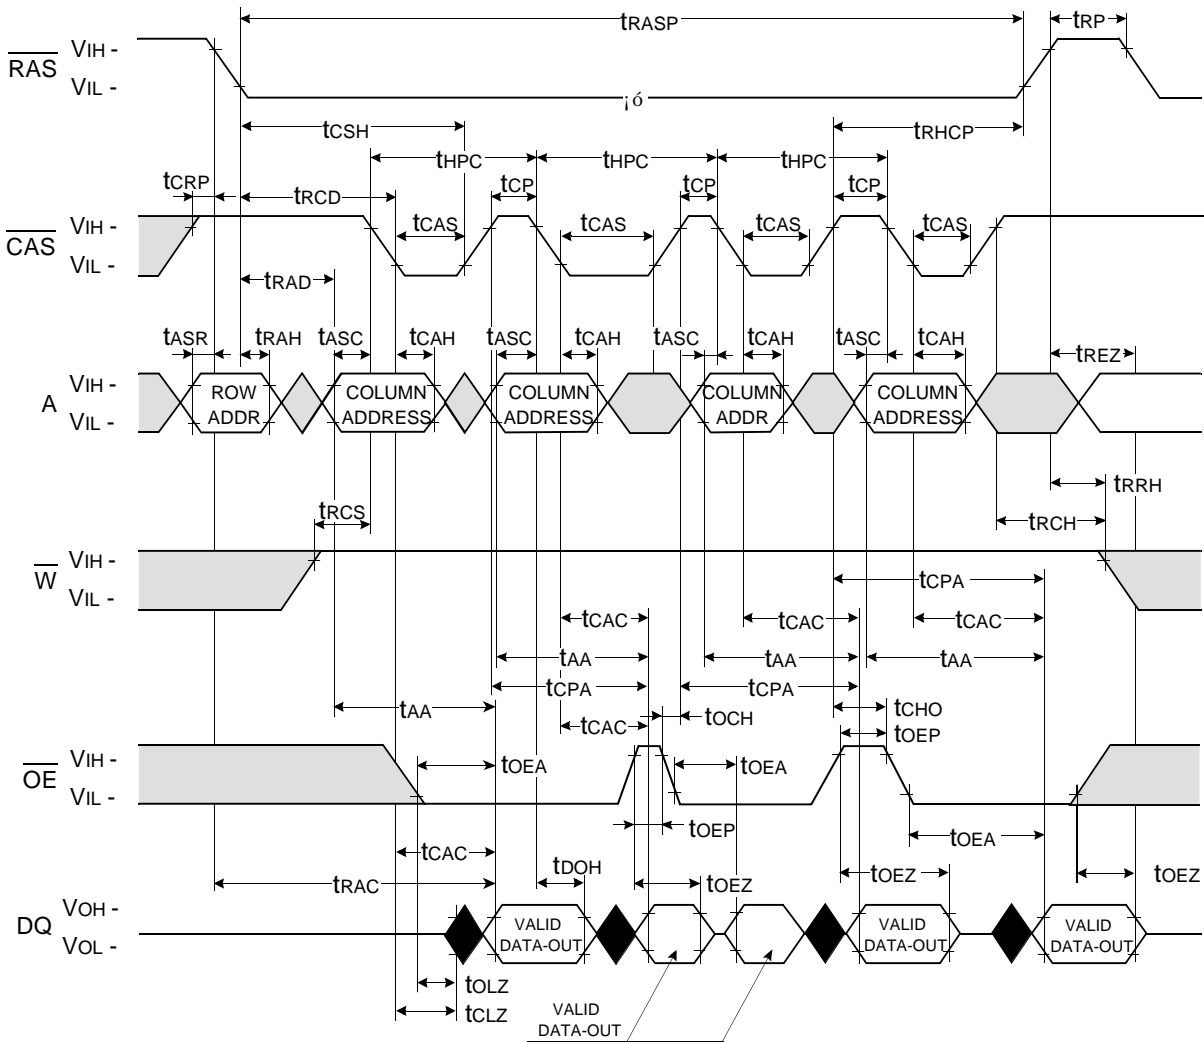 tRASP
tRP
RAS
VIH -
VIL -
¡ó
tCSH
tRHCP
tHPC
tHPC
tHPC
tCRP
tRCD
tCP
tCP
tCP
CAS
VIH -
VIL -
tCAS
tCAS
tCAS
tCAS
tRAD
tASR
tRAH
tASC
tCAH
tASC
tCAH
tASC
tCAH
tASC
tCAH
tREZ
A
VIH -
VIL -
ROW
ADDR.
COLUMN
ADDRESS
COLUMN
ADDRESS
COLUMN
ADDR
COLUMN
ADDRESS
tRRH
tRCS
tRCH
W
VIH -
VIL -
tCPA
tCAC
tCAC
tCAC
tAA
tAA
tAA
tCPA
tCPA
tAA
tOCH
tCHO
tCAC
tOEP
OE
VIH -
VIL -
tOEA
tOEA
tOEP
tOEA
tCAC
tDOH
tRAC
tOEZ
tOEZ
tOEZ
DQ
VOH -
VOL -
VALID
DATA-OUT
VALID
DATA-OUT
VALID
DATA-OUT
tOLZ
tCLZ
VALID
DATA-OUT